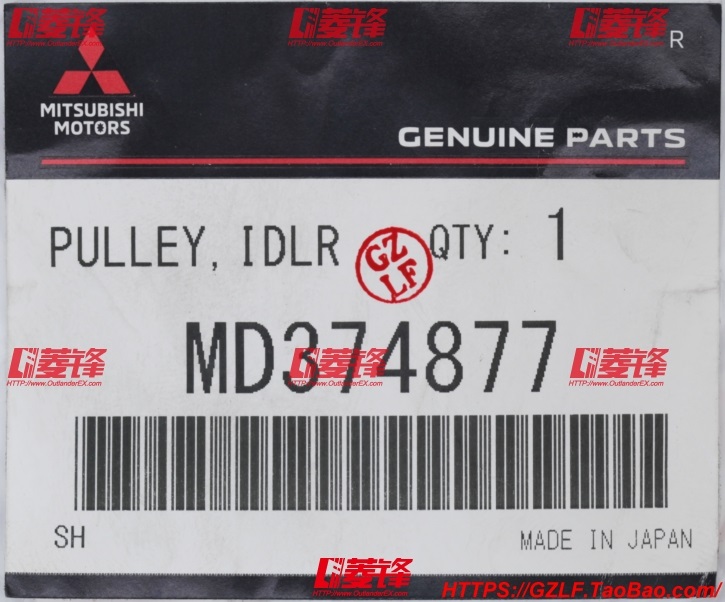 菱锋 菱锋 菱锋
HTTP://www.OutlanderEX.com HTTP://www.OutlanderEX.com HTTP://www.OutlanderEX.com
R
MITSUBISHI
MOTORS
GENUINE PARTS
PULLEY, IDLR QTY: 1
GZ
LF
MD374877
菱锋 菱锋 菱锋
HTTP://www.OutlanderEX.com HTTP://www.OutlanderEX.com HTTP://www.OutlanderEX.com
SH MADE IN JAPAN
菱锋
HTTP://www.OutlanderEX.com
HTTPS://GZLF.TaoBao.com/